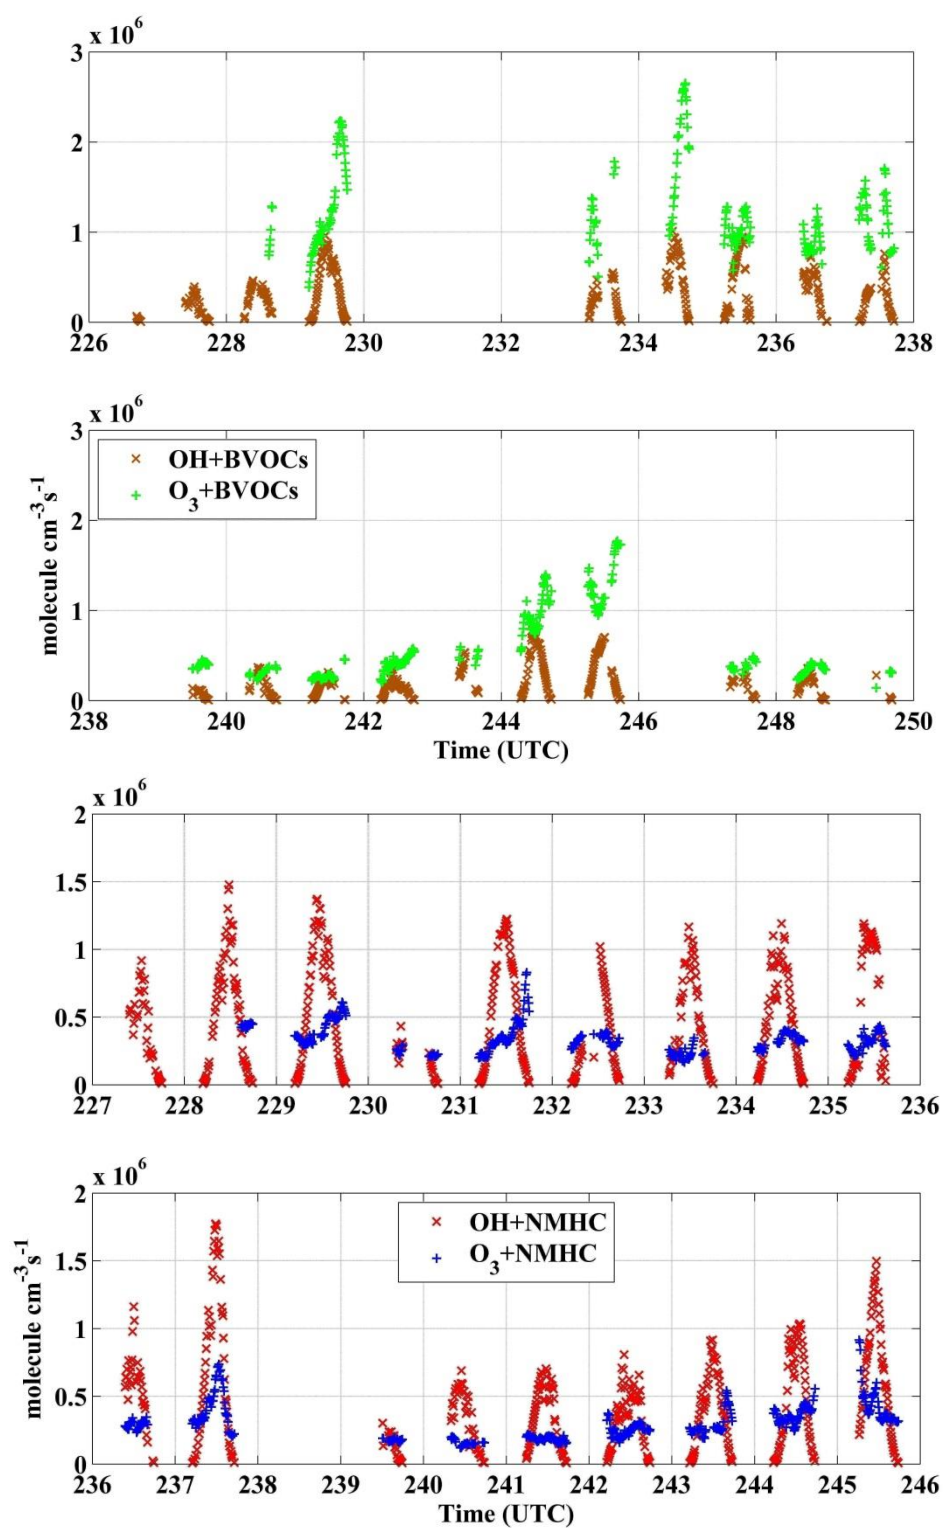 x 10^6
3
2
1
0
226 228 230 232 234 236 238
x 10^6
3
2
1
0
OH+BVOCs
O_3+BVOCs
molecule cm^-3s^-1
238 240 242 244 246 248 250
Time (UTC)
x 10^6
2
1.5
1
0.5
0
227 228 229 230 231 232 233 234 235 236
x 10^6
2
1.5
1
0.5
0
OH+NMHC
O_3+NMHC
molecule cm^-3s^-1
236 237 238 239 240 241 242 243 244 245 246
Time (UTC)